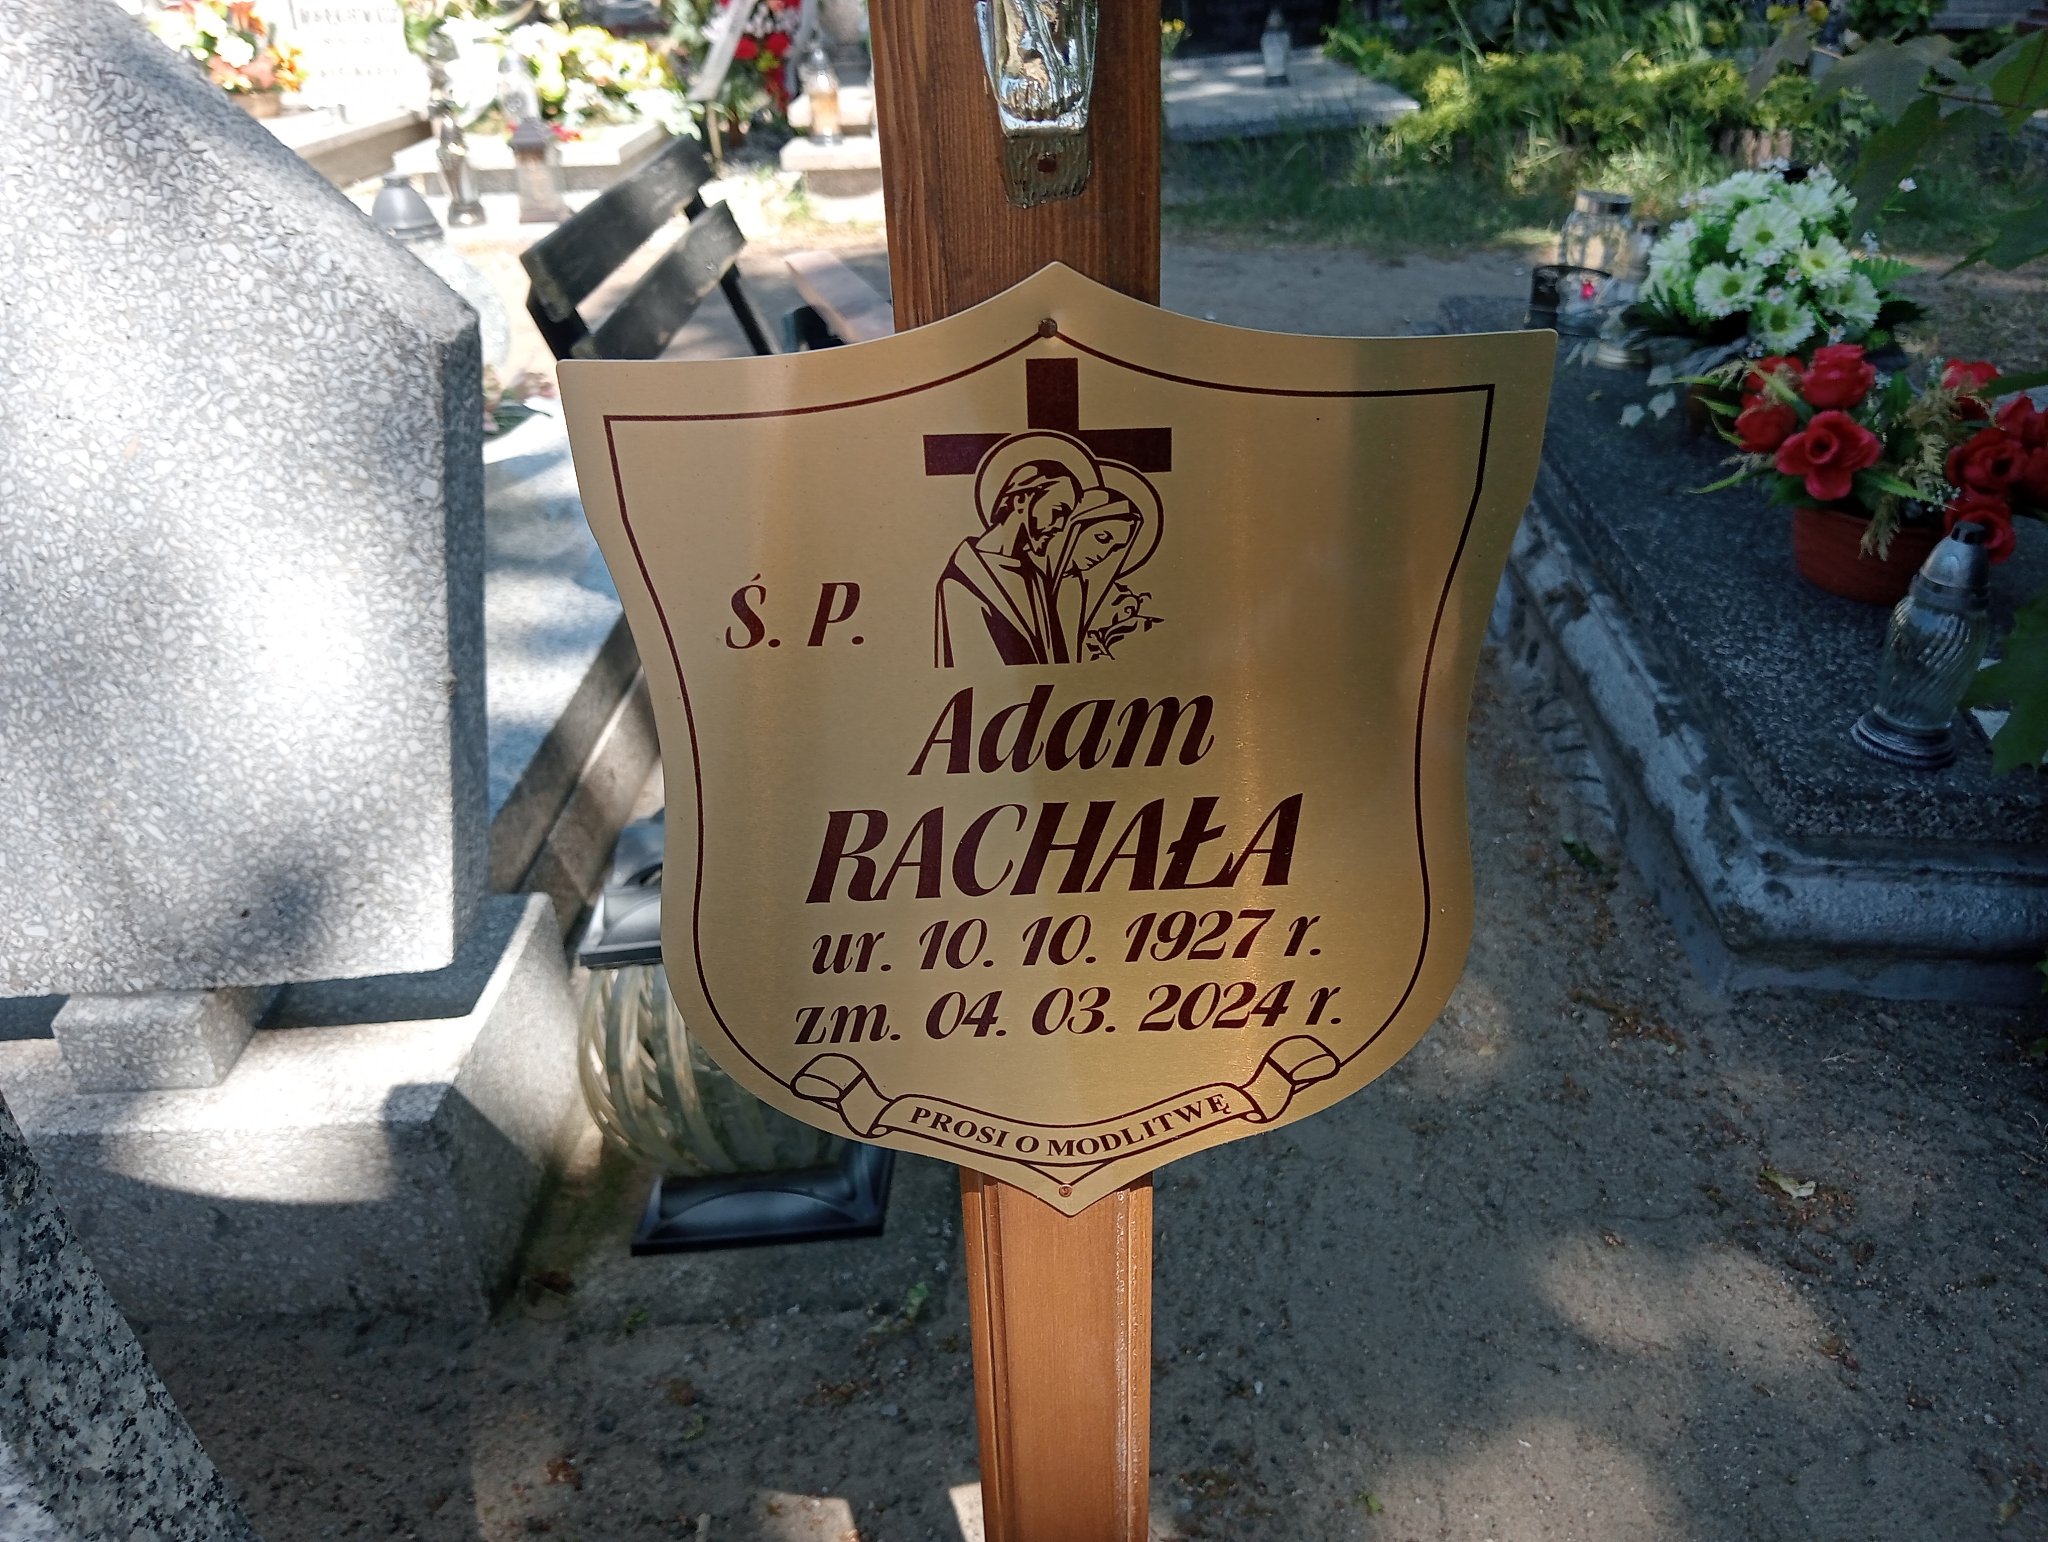 Ś. P.
Adam
RACHAŁA
ur. 10. 10. 1927 r.
zm. 04. 03. 2024 r.
PROSI O MODLITWĘ